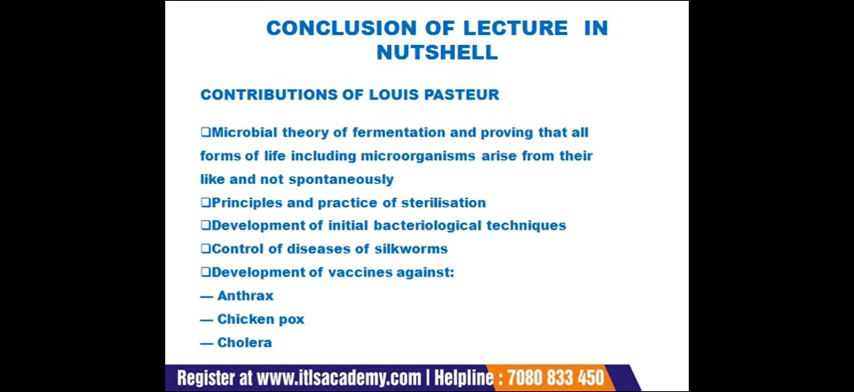 CONCLUSION OF LECTURE IN
NUTSHELL
CONTRIBUTIONS OF LOUIS PASTEUR
❑Microbial theory of fermentation and proving that all
forms of life including microorganisms arise from their
like and not spontaneously
❑Principles and practice of sterilisation
❑Development of initial bacteriological techniques
❑Control of diseases of silkworms
❑Development of vaccines against:
— Anthrax
— Chicken pox
— Cholera
Register at www.itlsacademy.com | Helpline : 7080 833 450